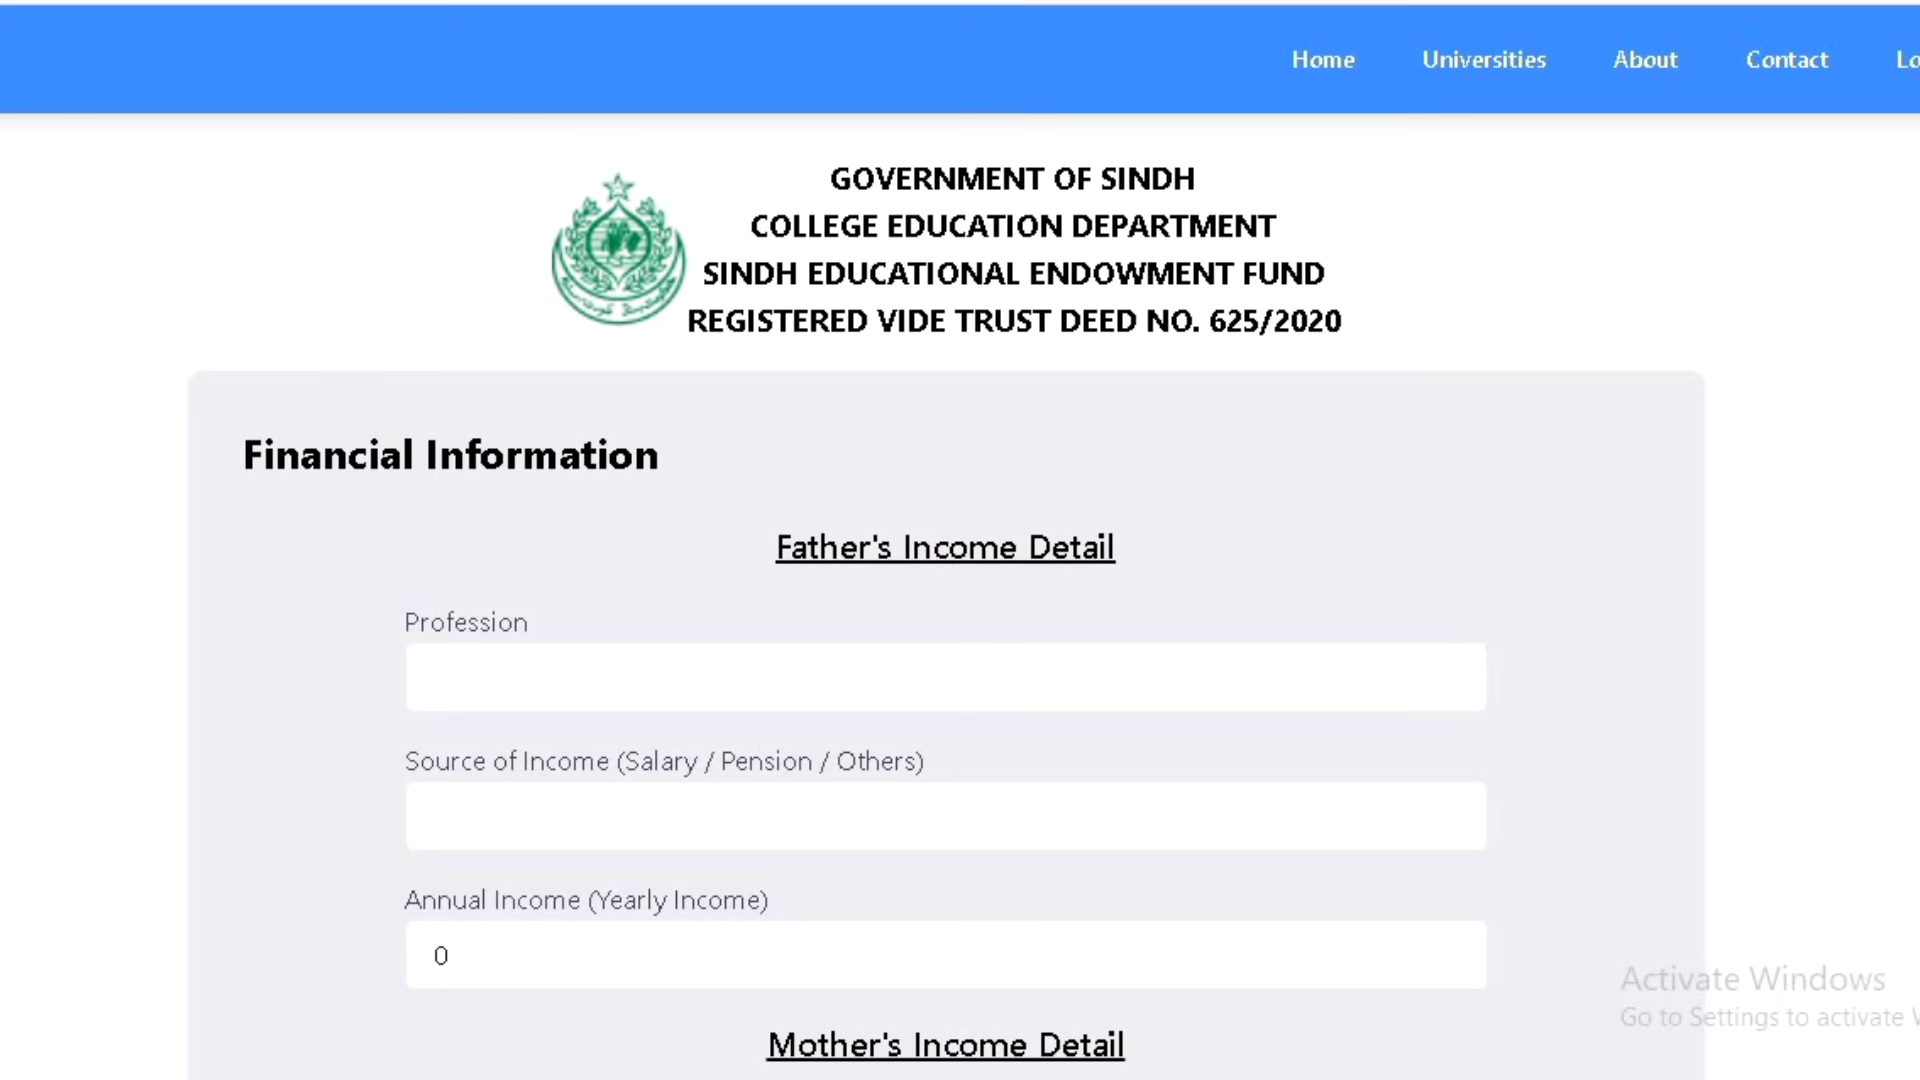 Home Universities About Contact Lo
GOVERNMENT OF SINDH
COLLEGE EDUCATION DEPARTMENT
SINDH EDUCATIONAL ENDOWMENT FUND
REGISTERED VIDE TRUST DEED NO. 625/2020
Financial Information
Father's Income Detail
Profession
Source of Income (Salary / Pension / Others)
Annual Income (Yearly Income)
0
Mother's Income Detail
Activate Windows
Go to Settings to activate